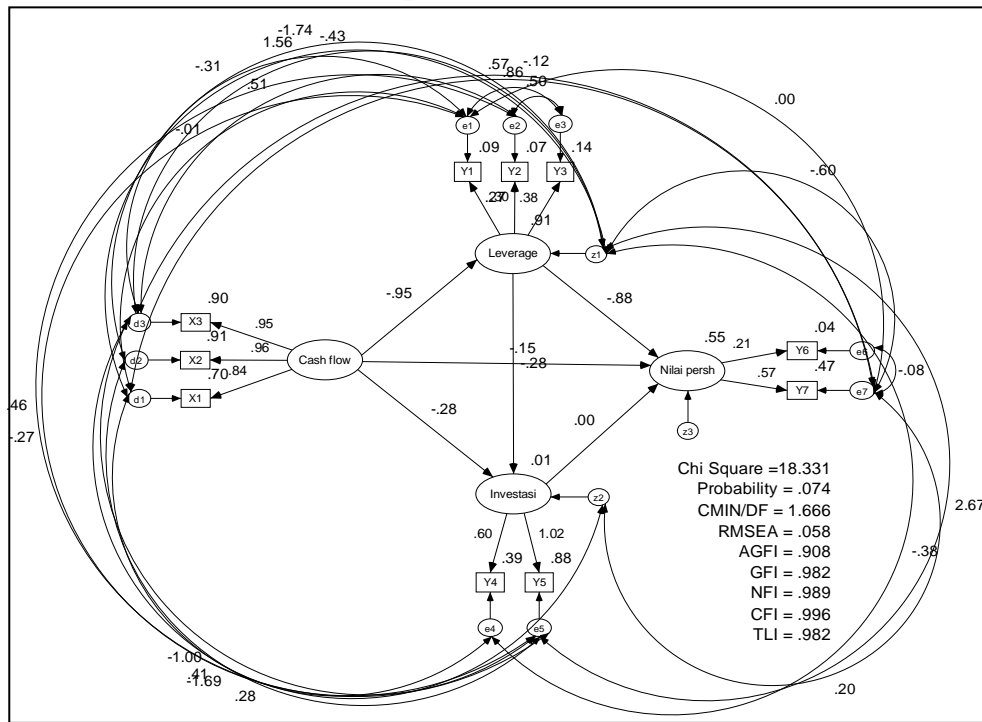 -1.74
1.56
-.43
-.31
.57
-.12
.86
.50
.51
.00
-.01
e1
e2
e3
.09
.07
.14
Y1
Y2
Y3
-.60
.38
.91
Leverage
z1
-.95
-.88
.90
.95
d3
X3
.91
.96
d2
X2
Cash flow
.70
.84
d1
X1
-.15
-.28
.55
.21
.04
Y6
e6
Nilai persh
.57
.47
Y7
e7
-.08
z3
.46
-.27
-.28
.00
.01
Investasi
z2
Chi Square =18.331
Probability = .074
CMIN/DF = 1.666
RMSEA = .058
AGFI = .908
GFI = .982
NFI = .989
CFI = .996
TLI = .982
2.67
-.38
.60
1.02
.39
.88
Y4
Y5
e4
e5
-1.00
.41
-1.69
.28
.20